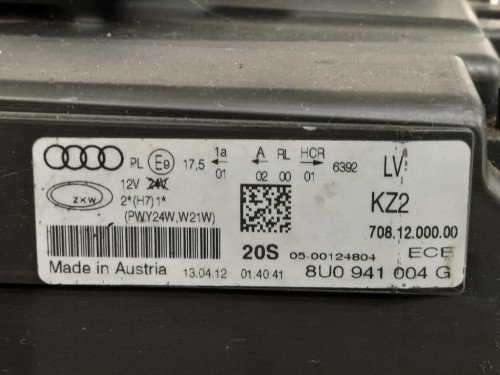 PL E9 17,5 1a 01 A 02 RL 00 HCR 01 6392 LV
12V 24V
ZKW 2*(H7) 1* KZ2
(PWY24W,W21W) 708.12.000.00
20S 05-00124804 ECE
Made in Austria 13.04.12 01.40 41 8U0 941 004 G